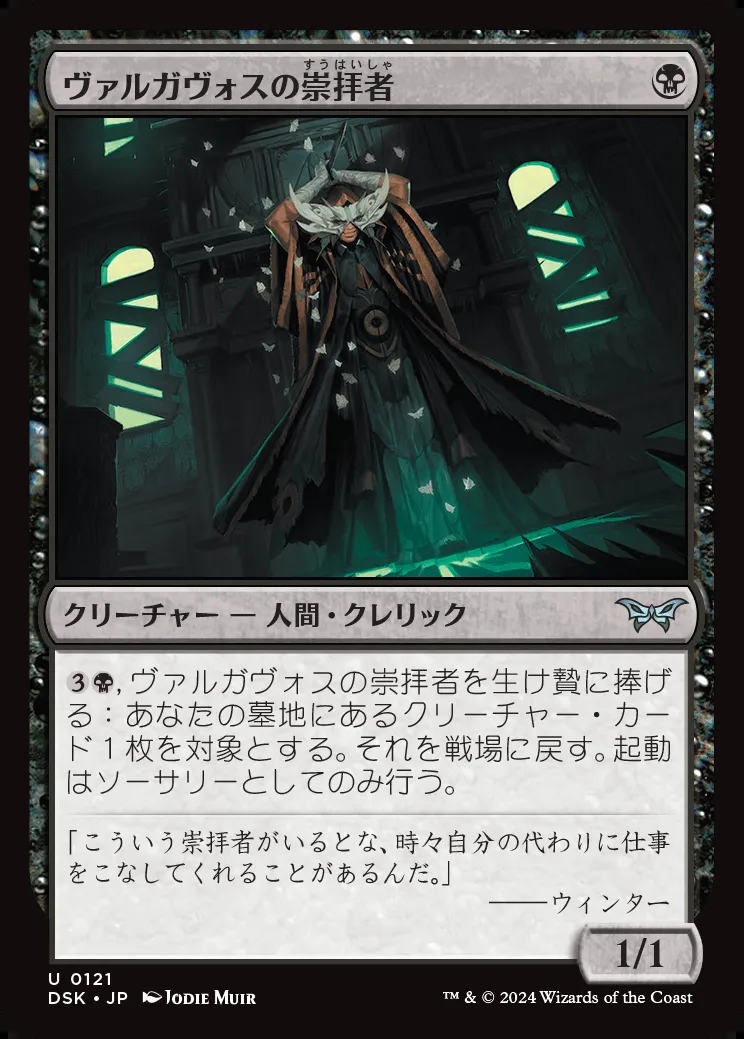 すうはいしゃ
ヴァルガヴォスの崇拝者
クリーチャー — 人間・クレリック
3,ヴァルガヴォスの崇拝者を生け贄に捧げ
る：あなたの墓地にあるクリーチャー・カー
ド1枚を対象とする。それを戦場に戻す。起動
はソーサリーとしてのみ行う。
「こういう崇拝者がいるとな、時々自分の代わりに仕事
をこなしてくれることがあるんだ。」
──ウィンター
1/1
U 0121
DSK • JP JODIE MUIR
™ & © 2024 Wizards of the Coast